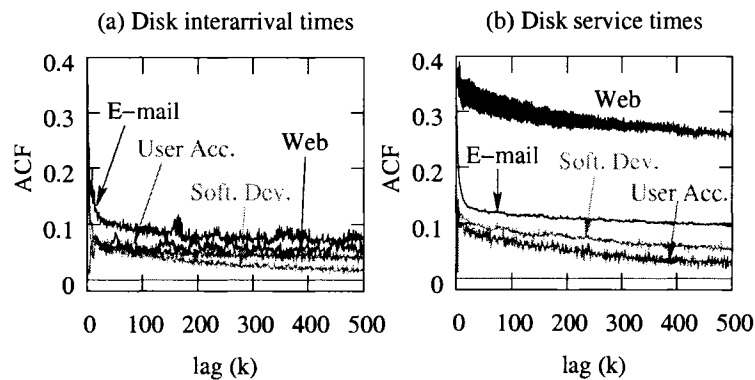 (a) Disk interarrival times
0.4
0.3
0.2
0.1
0
ACF
E-mail
User Acc.
Web
Soft. Dev.
0 100 200 300 400 500
lag (k)
(b) Disk service times
0.4
0.3
0.2
0.1
0
ACF
Web
E-mail
Soft. Dev.
User Acc.
0 100 200 300 400 500
lag (k)